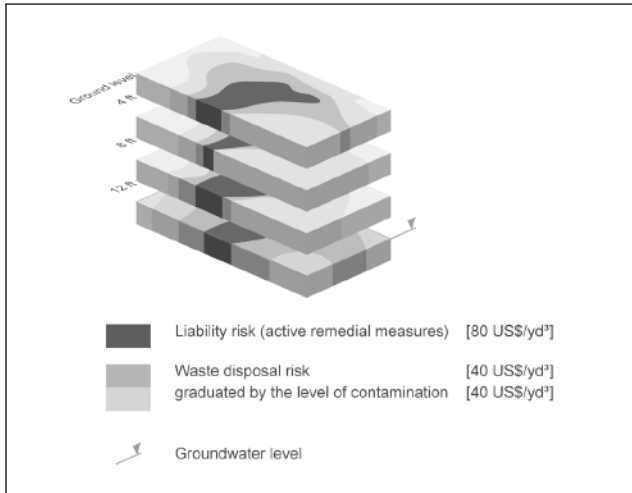 Ground level
4 ft
8 ft
12 ft
Liability risk (active remedial measures) [80 US$/yd³]
Waste disposal risk [40 US$/yd³]
graduated by the level of contamination [40 US$/yd³]
Groundwater level